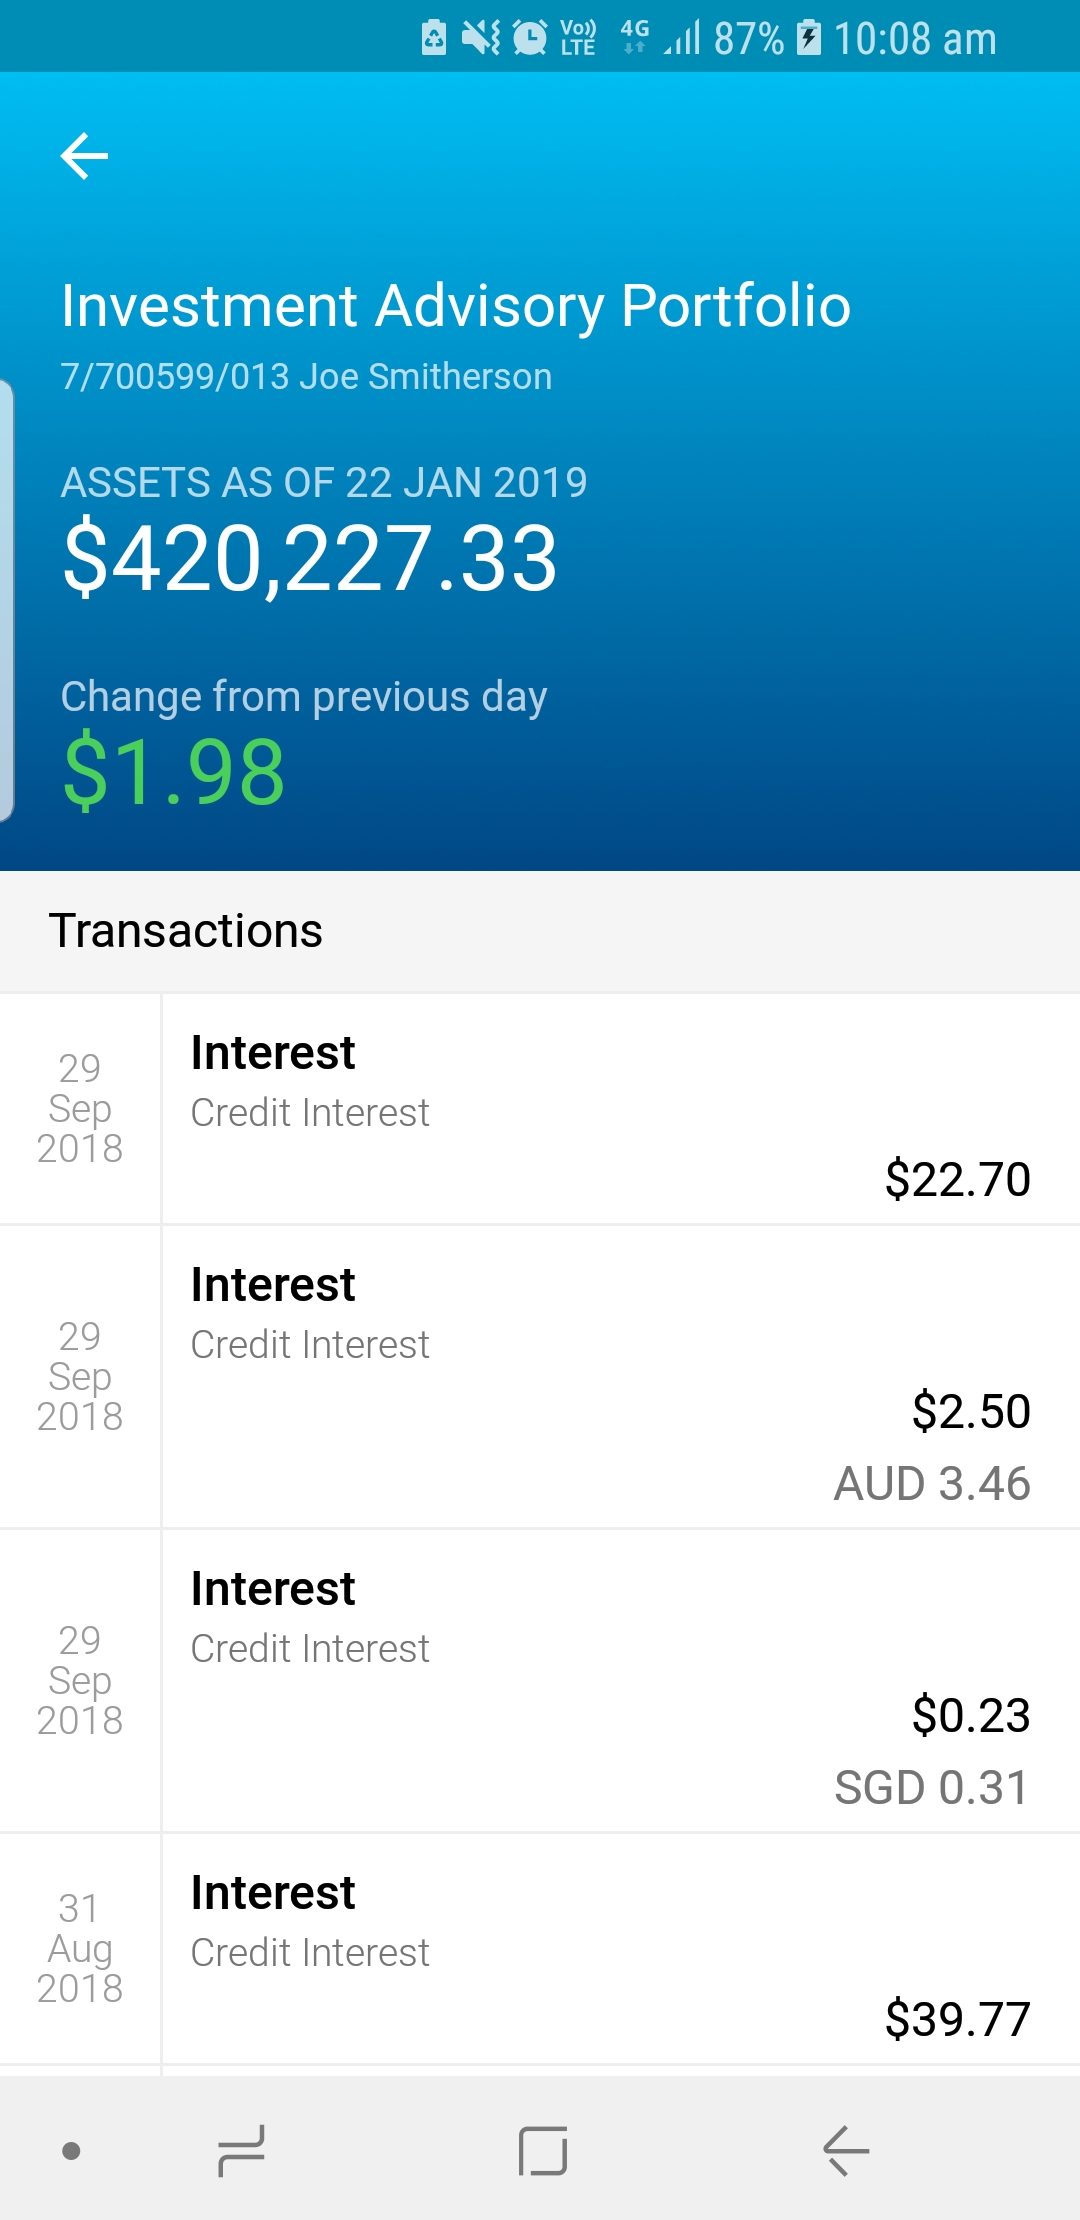 Vo)) LTE 4G 87% 10:08 am
Investment Advisory Portfolio
7/700599/013 Joe Smitherson
ASSETS AS OF 22 JAN 2019
$420,227.33
Change from previous day
$1.98
Transactions
29
Sep
2018
Interest
Credit Interest
$22.70
29
Sep
2018
Interest
Credit Interest
$2.50
AUD 3.46
29
Sep
2018
Interest
Credit Interest
$0.23
SGD 0.31
31
Aug
2018
Interest
Credit Interest
$39.77